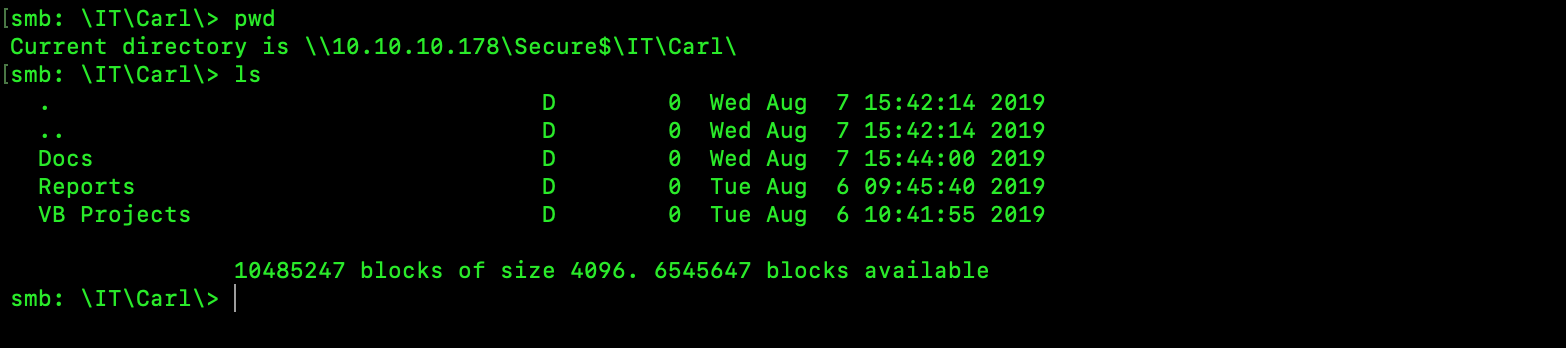 [smb: \IT\Carl\> pwd
Current directory is \\10.10.10.178\Secure$\IT\Carl\
[smb: \IT\Carl\> ls
  .                                   D        0  Wed Aug  7 15:42:14 2019
  ..                                  D        0  Wed Aug  7 15:42:14 2019
  Docs                                D        0  Wed Aug  7 15:44:00 2019
  Reports                             D        0  Tue Aug  6 09:45:40 2019
  VB Projects                         D        0  Tue Aug  6 10:41:55 2019
                10485247 blocks of size 4096. 6545647 blocks available
smb: \IT\Carl\>